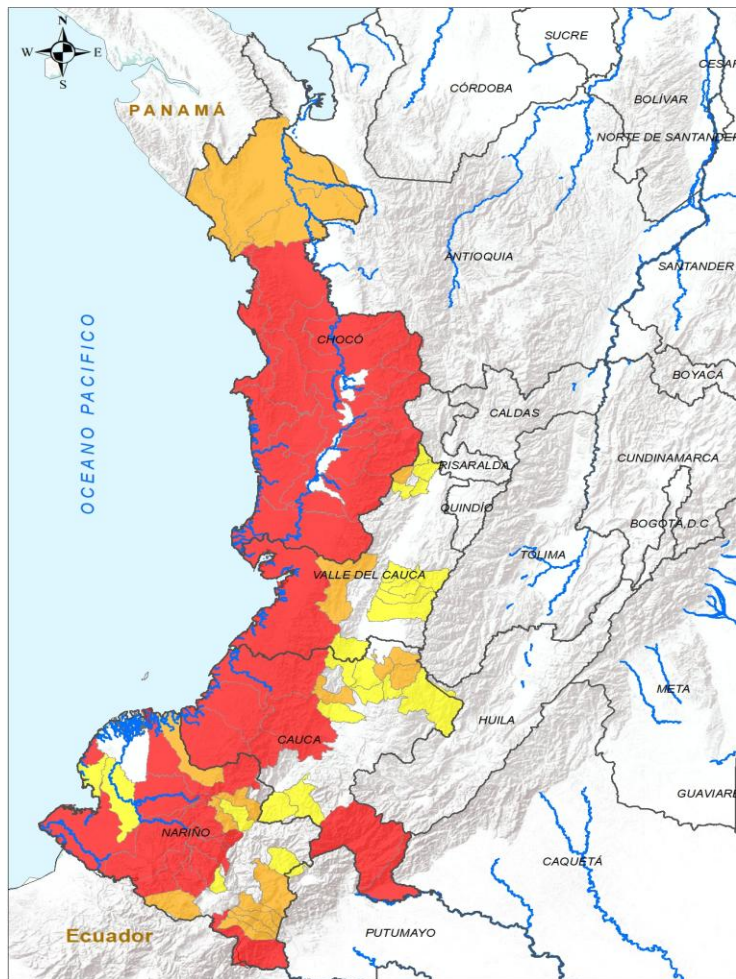 N
W E
S
PANAMÁ
SUCRE
CESAR
CÓRDOBA
BOLÍVAR
NORTE DE SANTANDER
ANTIOQUIA
SANTANDER
OCEANO PACIFICO
CHOCÓ
BOYACÁ
CALDAS
CUNDINAMARCA
RISARALDA
QUINDÍO
BOGOTÁ, D.C
TOLIMA
VALLE DEL CAUCA
META
HUILA
CAUCA
GUAVIARE
NARIÑO
CAQUETÁ
PUTUMAYO
Ecuador